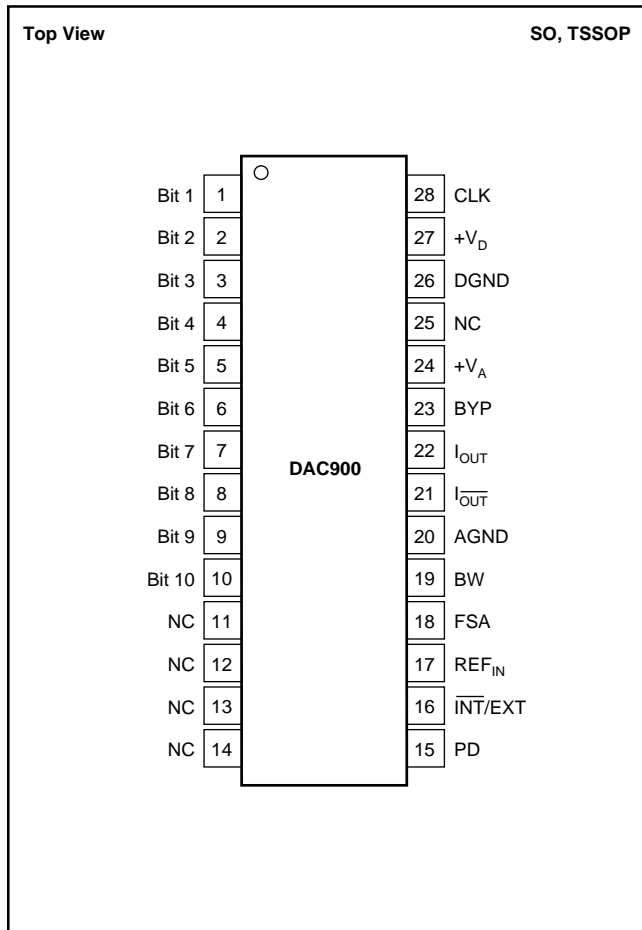 Top View SO, TSSOP
Bit 1 1 28 CLK
Bit 2 2 27 +V_D
Bit 3 3 26 DGND
Bit 4 4 25 NC
Bit 5 5 24 +V_A
Bit 6 6 23 BYP
Bit 7 7 22 I_OUT
DAC900
Bit 8 8 21 I_O̅U̅T̅
Bit 9 9 20 AGND
Bit 10 10 19 BW
NC 11 18 FSA
NC 12 17 REF_IN
NC 13 16 I̅N̅T̅/EXT
NC 14 15 PD